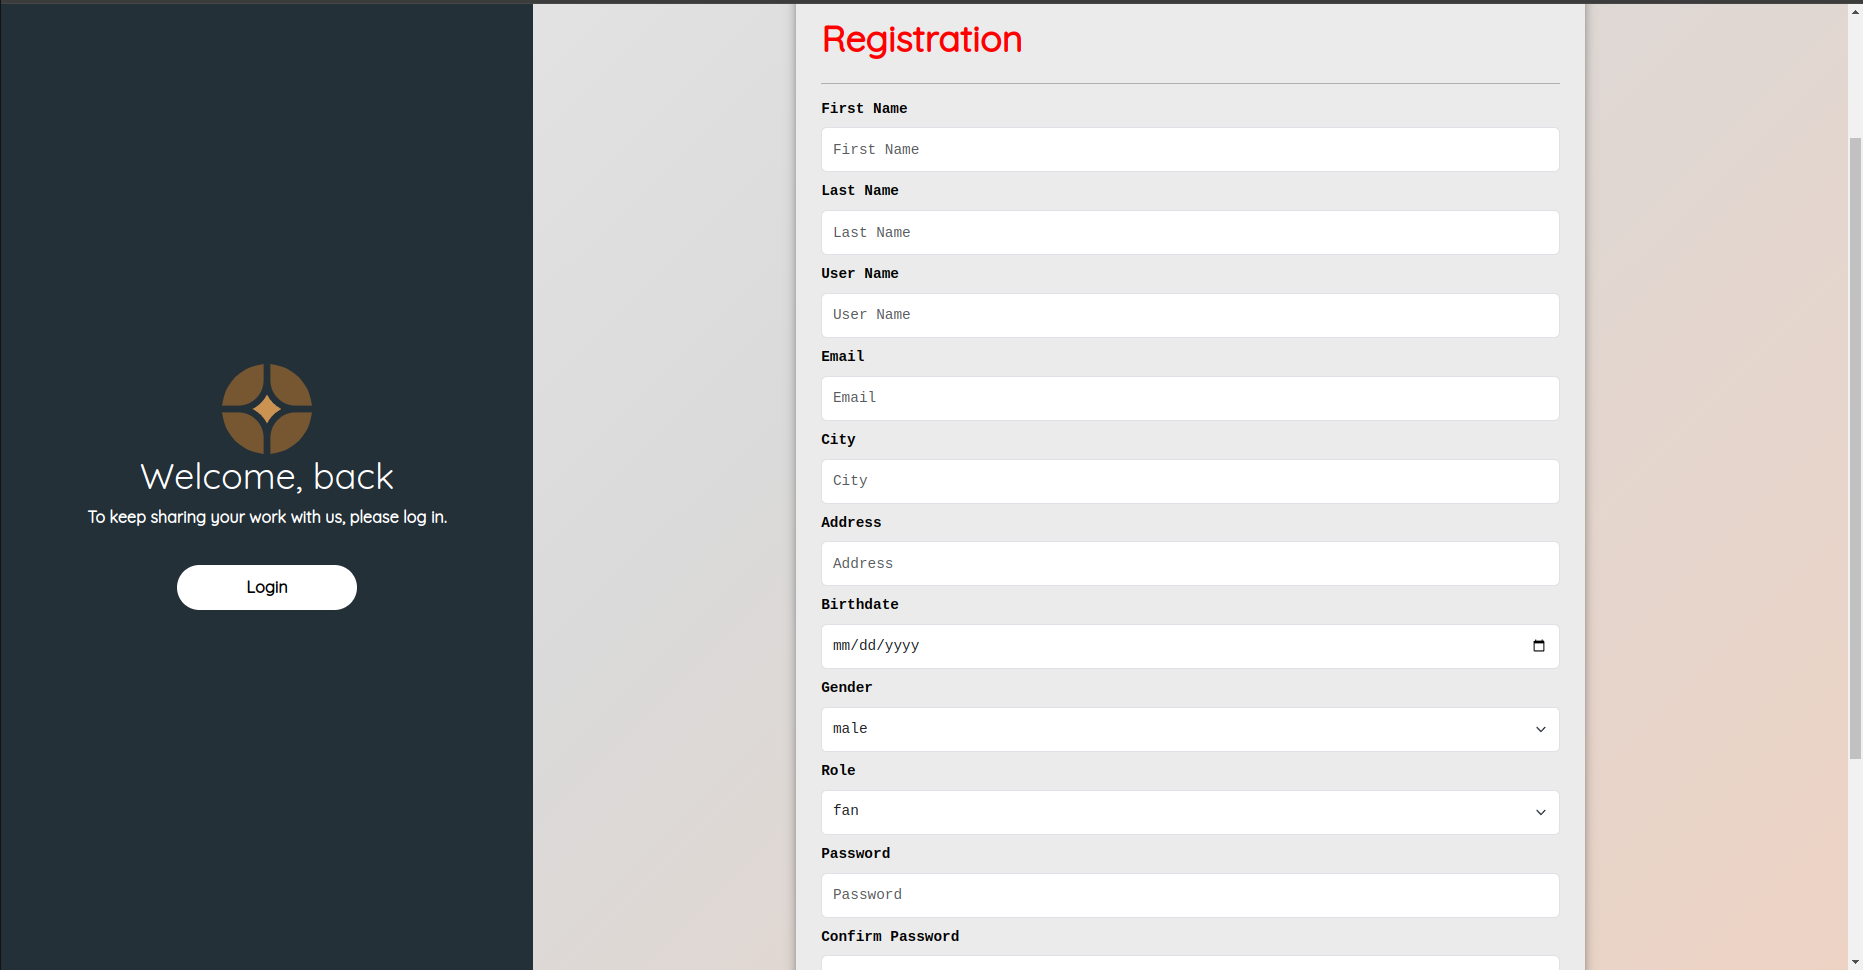 Welcome, back
To keep sharing your work with us, please log in.
Login
Registration
First Name
First Name
Last Name
Last Name
User Name
User Name
Email
Email
City
City
Address
Address
Birthdate
mm/dd/yyyy
Gender
male
Role
fan
Password
Password
Confirm Password